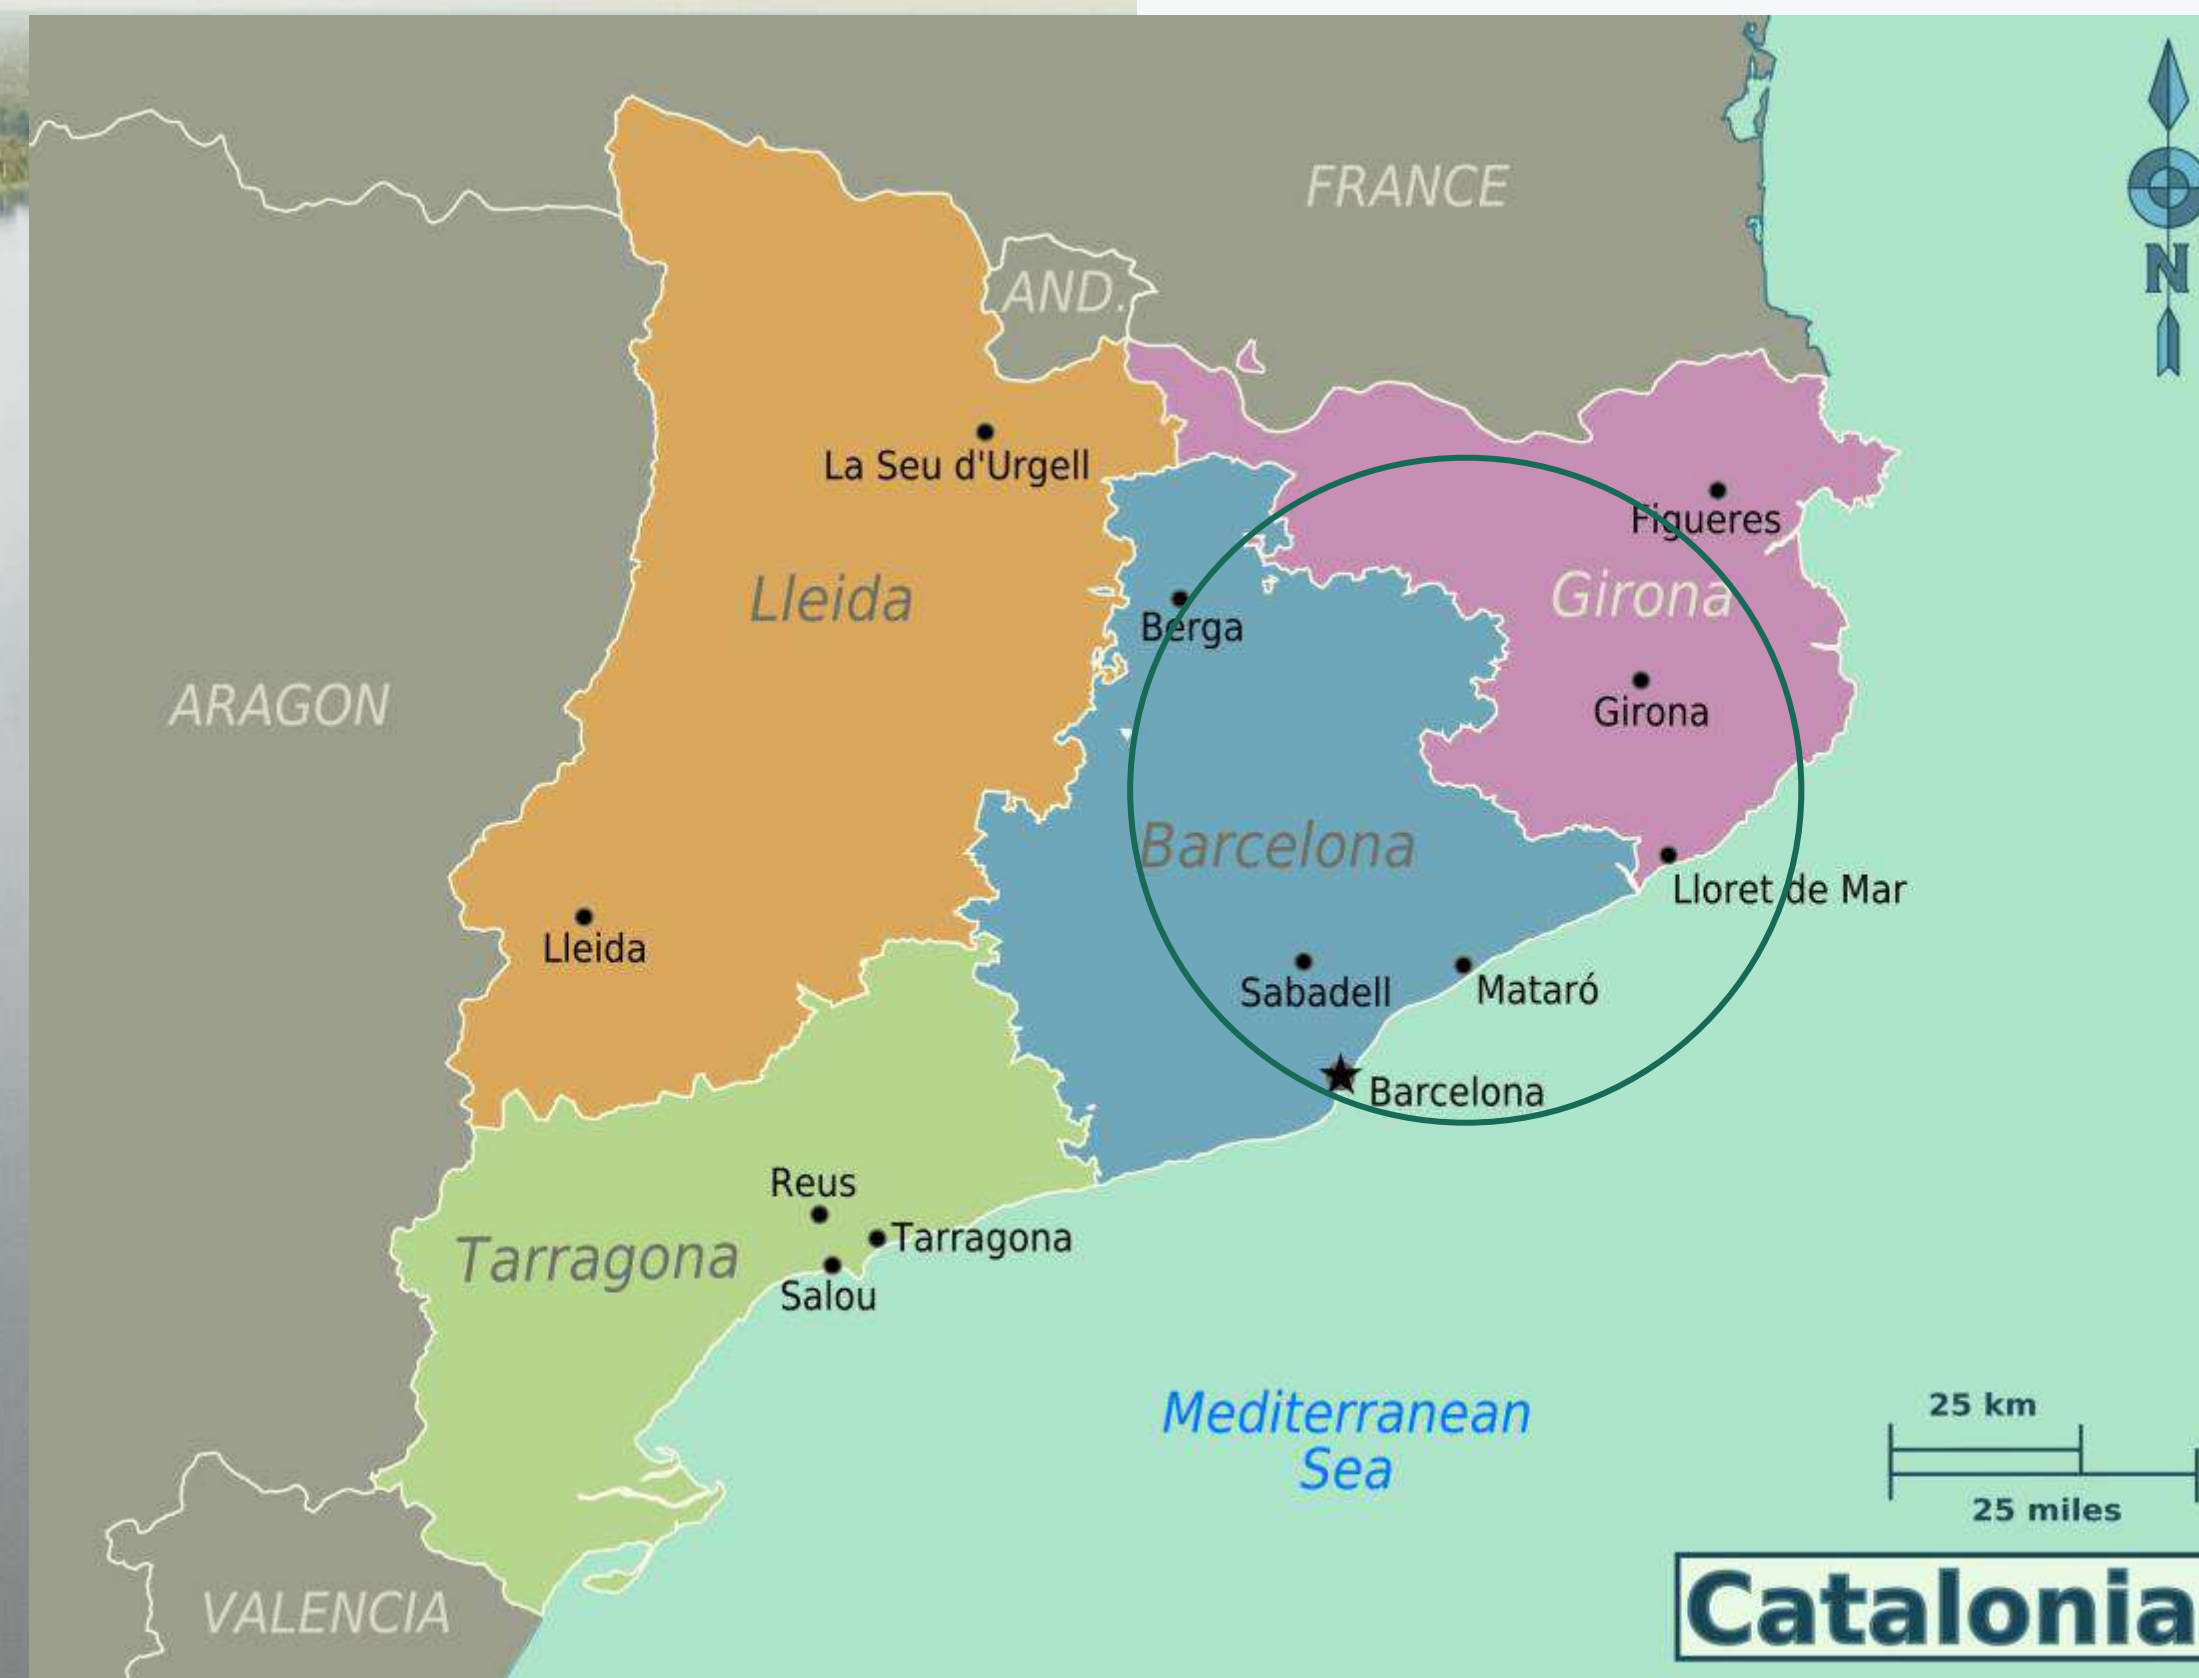 FRANCE
AND.
N
La Seu d'Urgell
Figueres
Lleida
Girona
Berga
ARAGON
Girona
Barcelona
Lloret de Mar
Lleida
Sabadell
Mataró
Barcelona
Reus
Tarragona
Tarragona
Salou
Mediterranean
Sea
25 km
25 miles
VALENCIA
Catalonia